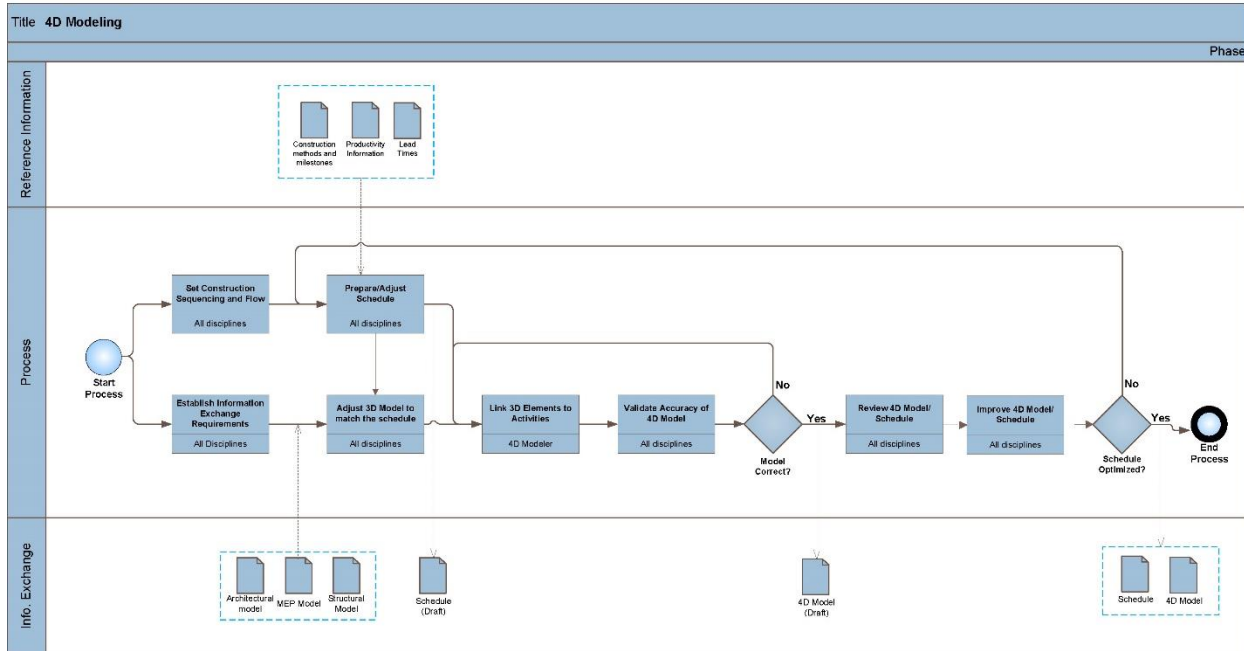 Title 4D Modeling
Phase
Reference Information
Construction
methods and
milestones
Productivity
Information
Lead
Times
Process
Start
Process
Set Construction
Sequencing and Flow
All disciplines
Prepare/Adjust
Schedule
All disciplines
Establish Information
Exchange
Requirements
All Disciplines
Adjust 3D Model to
match the schedule
All disciplines
Link 3D Elements to
Activities
4D Modeler
Validate Accuracy of
4D Model
All disciplines
No
Yes
Model
Correct?
Review 4D Model/
Schedule
All disciplines
Improve 4D Model/
Schedule
All disciplines
No
Yes
Schedule
Optimized?
End
Process
Info. Exchange
Architectural
model
MEP Model
Structural
Model
Schedule
(Draft)
4D Model
(Draft)
Schedule
4D Model